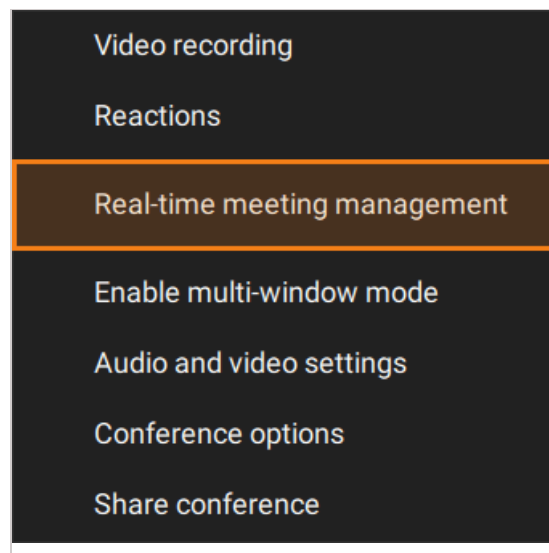 Video recording
Reactions
Real-time meeting management
Enable multi-window mode
Audio and video settings
Conference options
Share conference